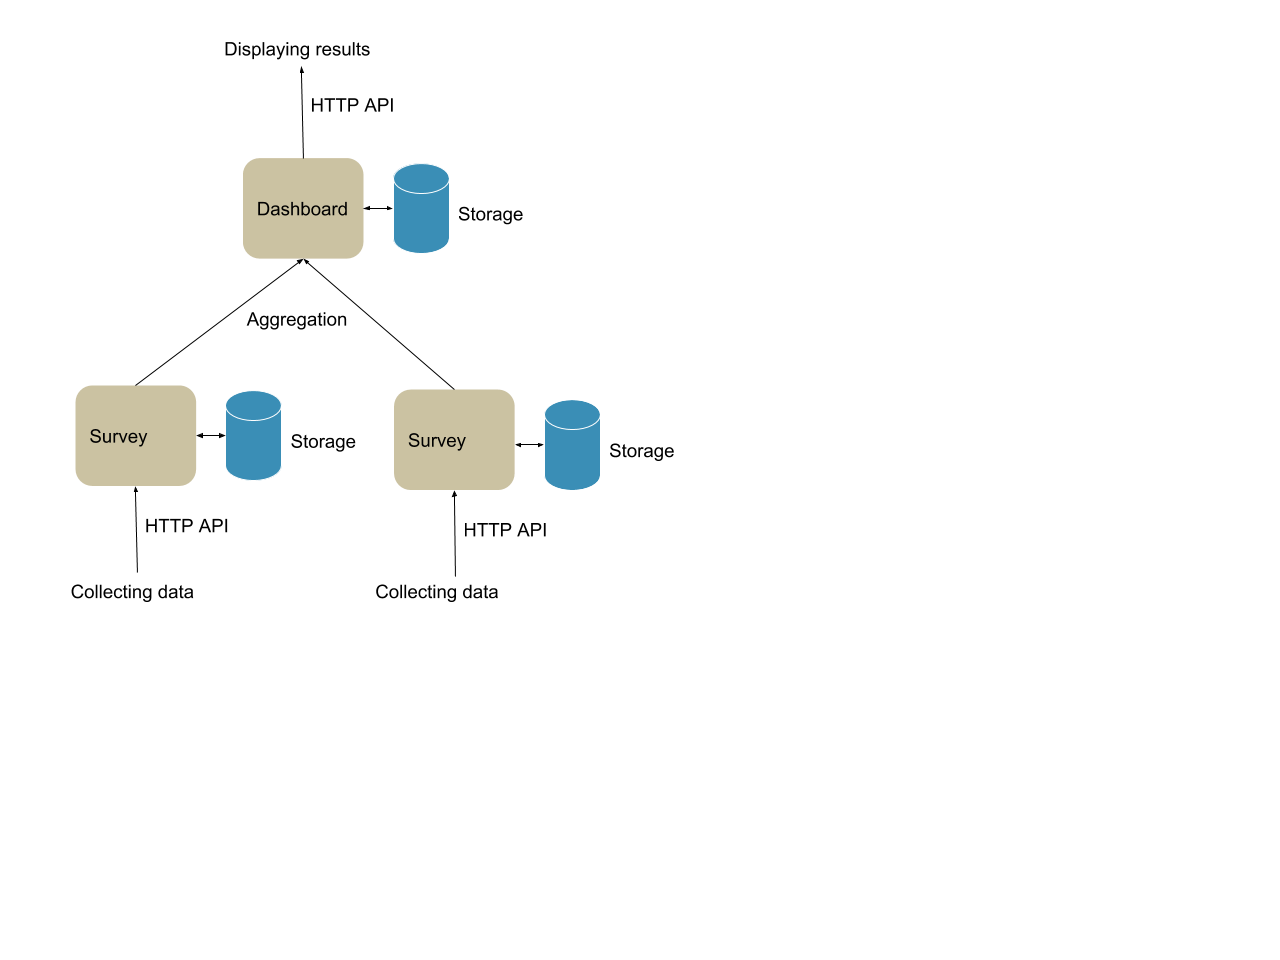 Displaying results
HTTP API
Dashboard
Storage
Aggregation
Survey
Storage
Survey
Storage
HTTP API
HTTP API
Collecting data
Collecting data